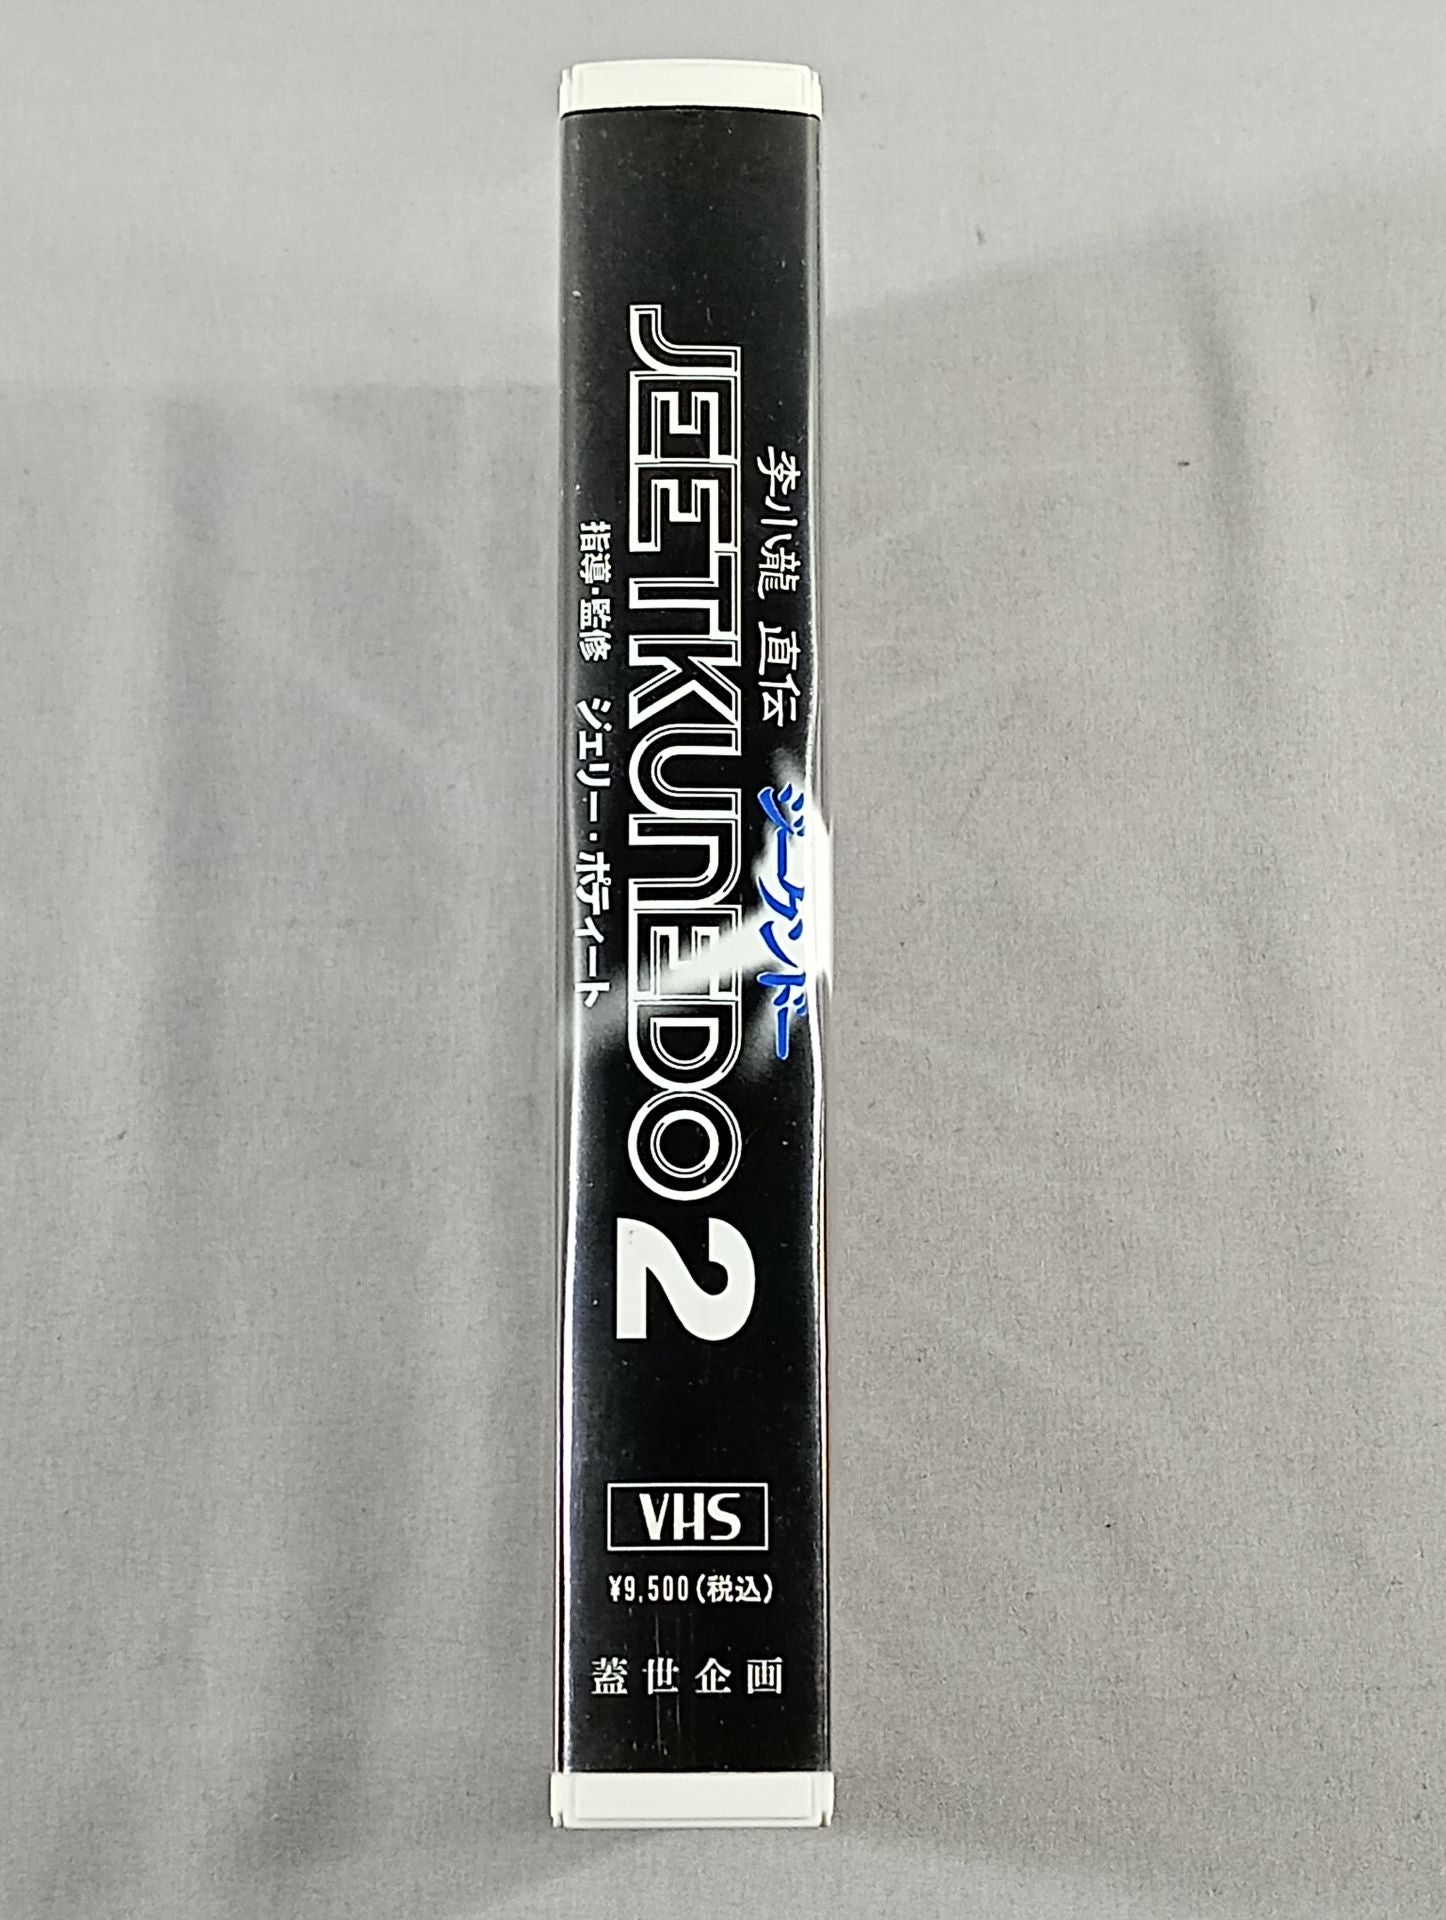 李小龍 直伝 ジークンドー
JEETKUNEDO 2
指導・監修 ジェリー・ポティート
VHS
¥9,500(税込)
蓋世企画